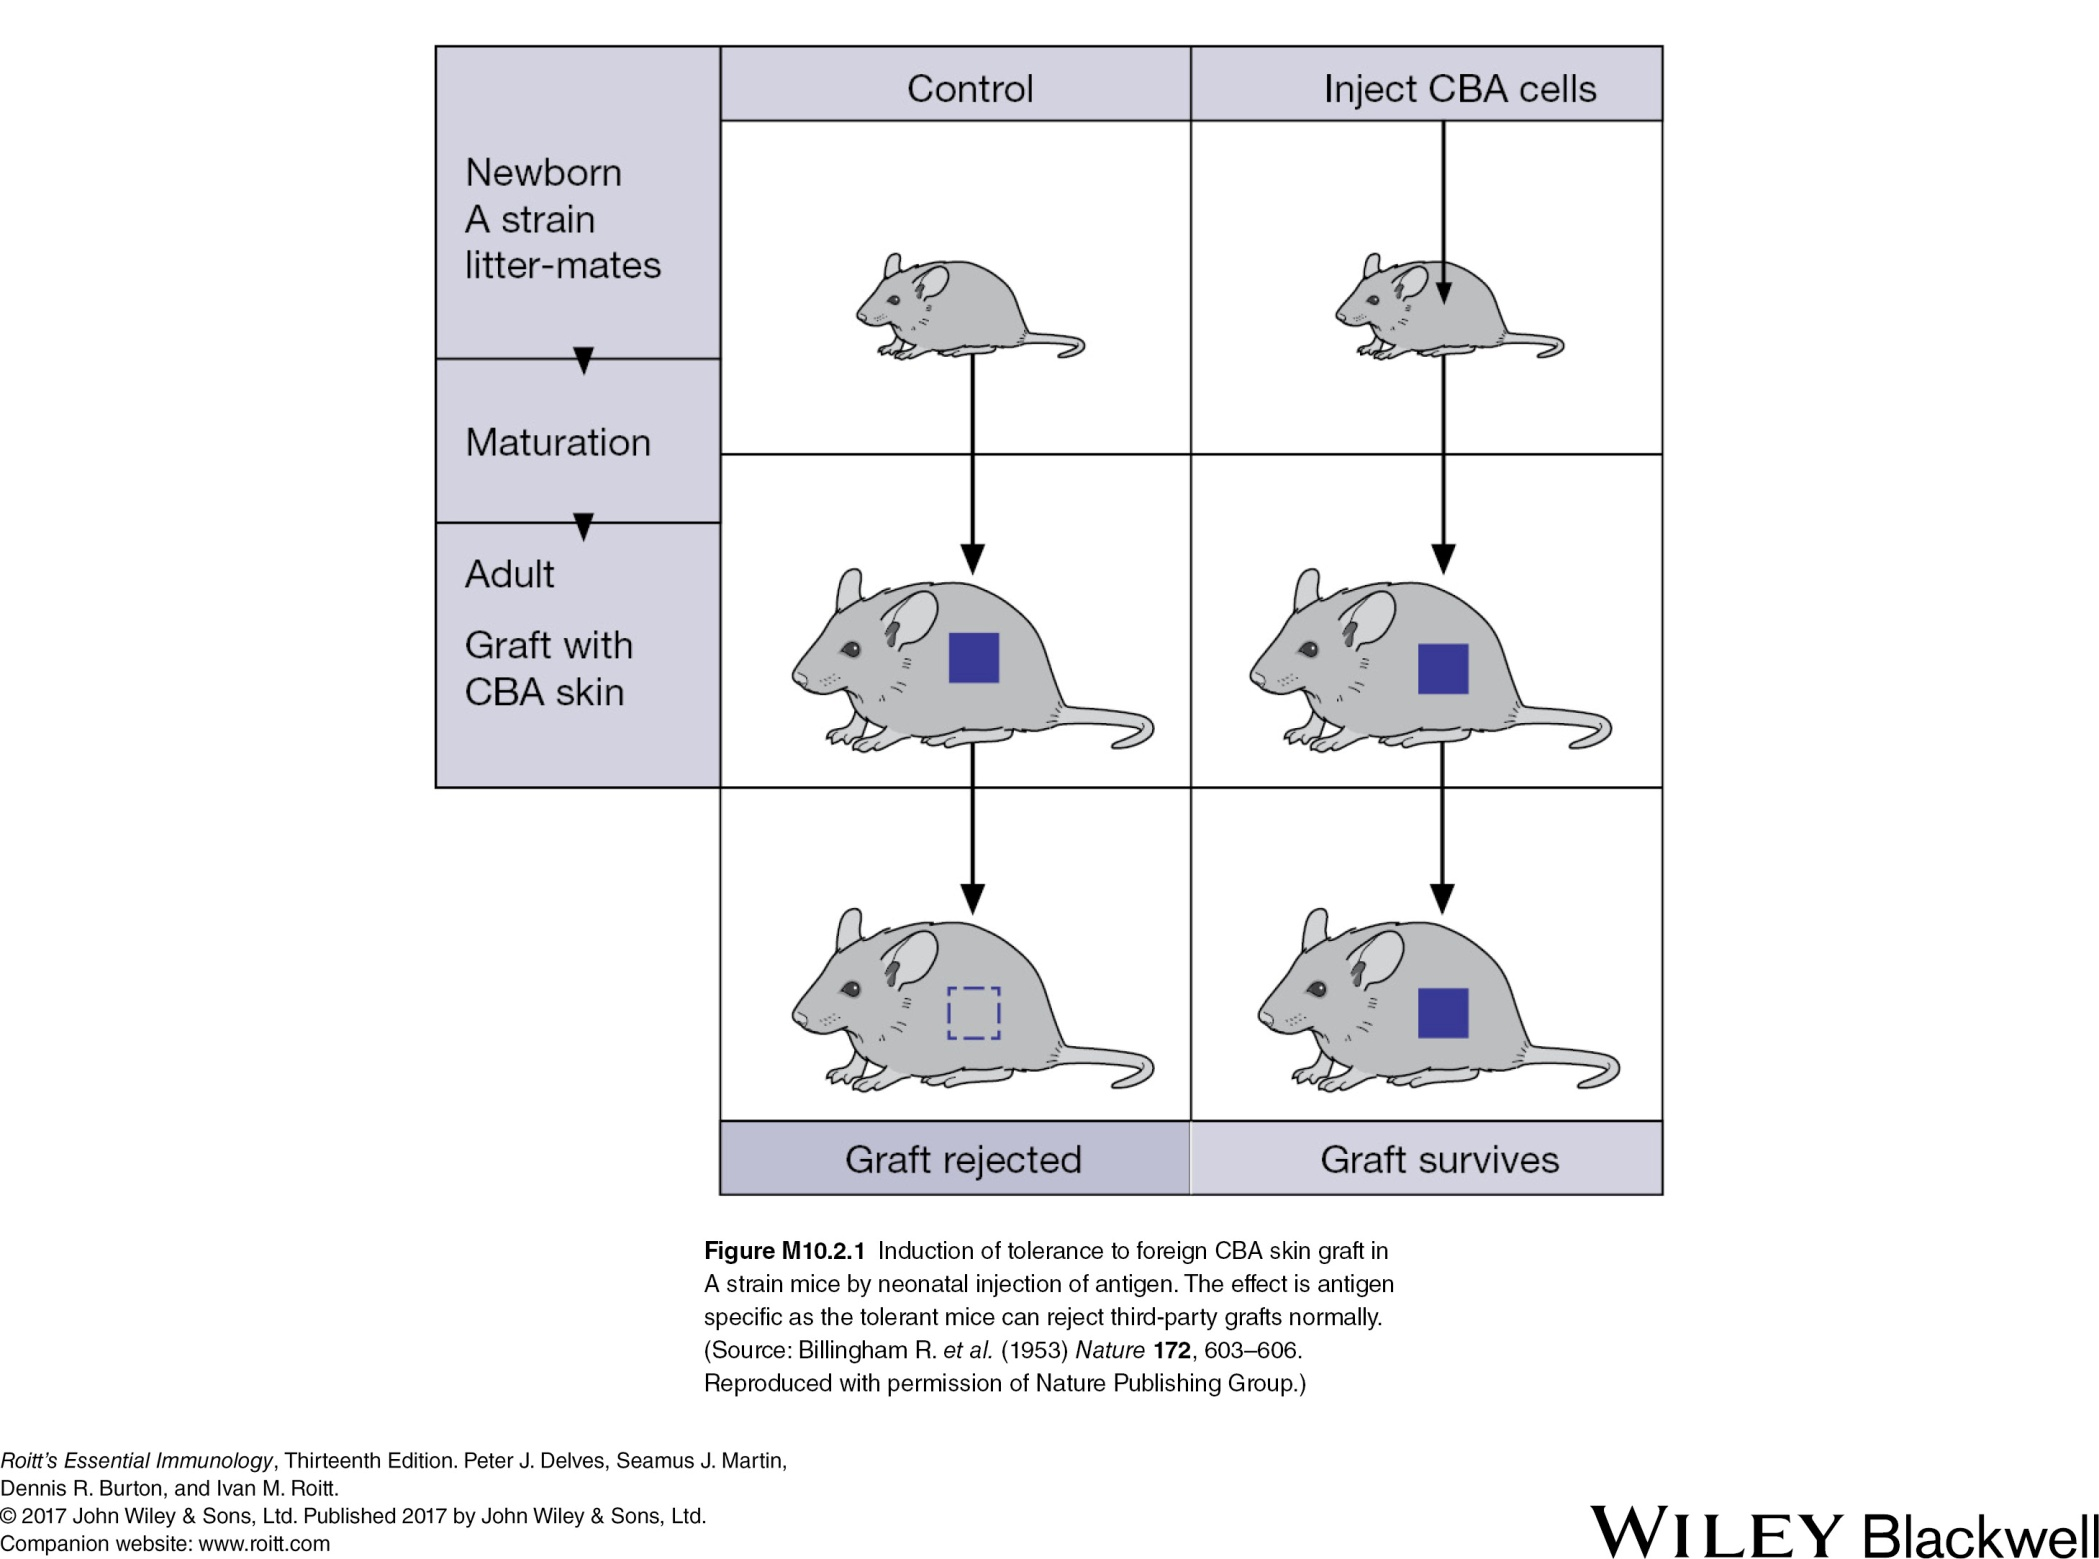 Control
Inject CBA cells
Newborn
A strain
litter-mates
Maturation
Adult
Graft with
CBA skin
Graft rejected
Graft survives
Figure M10.2.1 Induction of tolerance to foreign CBA skin graft in
A strain mice by neonatal injection of antigen. The effect is antigen
specific as the tolerant mice can reject third-party grafts normally.
(Source: Billingham R. et al. (1953) Nature 172, 603–606.
Reproduced with permission of Nature Publishing Group.)
Roitt's Essential Immunology, Thirteenth Edition. Peter J. Delves, Seamus J. Martin,
Dennis R. Burton, and Ivan M. Roitt.
© 2017 John Wiley & Sons, Ltd. Published 2017 by John Wiley & Sons, Ltd.
Companion website: www.roitt.com
WILEY Blackwell